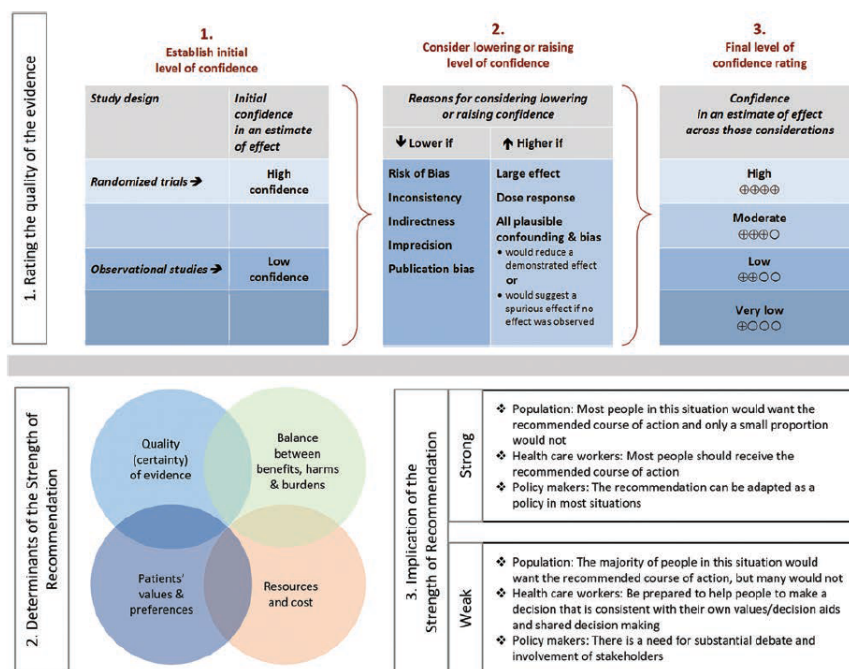 1. Rating the quality of the evidence
1.
Establish initial
level of confidence
Study design
Initial
confidence
in an estimate
of effect
Randomized trials ➔
High
confidence
Observational studies ➔
Low
confidence
2.
Consider lowering or raising
level of confidence
Reasons for considering lowering
or raising confidence
🡇 Lower if
🡅 Higher if
Risk of Bias
Inconsistency
Indirectness
Imprecision
Publication bias
Large effect
Dose response
All plausible
confounding & bias
• would reduce a
demonstrated effect
or
• would suggest a
spurious effect if no
effect was observed
3.
Final level of
confidence rating
Confidence
in an estimate of effect
across those considerations
High
⊕⊕⊕⊕
Moderate
⊕⊕⊕○
Low
⊕⊕○○
Very low
⊕○○○
2. Determinants of the Strength of
Recommendation
Quality
(certainty)
of evidence
Balance
between
benefits, harms
& burdens
Patients'
values &
preferences
Resources
and cost
3. Implication of the
Strength of Recommendation
Strong
❖ Population: Most people in this situation would want the
recommended course of action and only a small proportion
would not
❖ Health care workers: Most people should receive the
recommended course of action
❖ Policy makers: The recommendation can be adapted as a
policy in most situations
Weak
❖ Population: The majority of people in this situation would
want the recommended course of action, but many would not
❖ Health care workers: Be prepared to help people to make a
decision that is consistent with their own values/decision aids
and shared decision making
❖ Policy makers: There is a need for substantial debate and
involvement of stakeholders